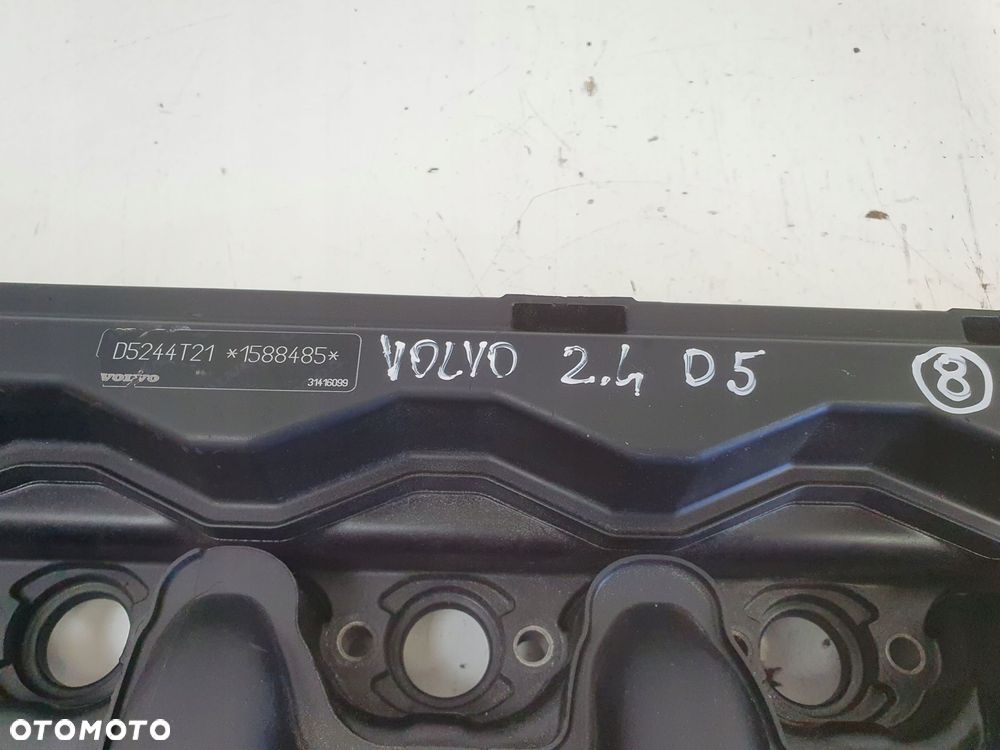 D5244T21 *1588485*
VOLVO
31416099
VOLVO 2.4 D5
8
OTOMOTO